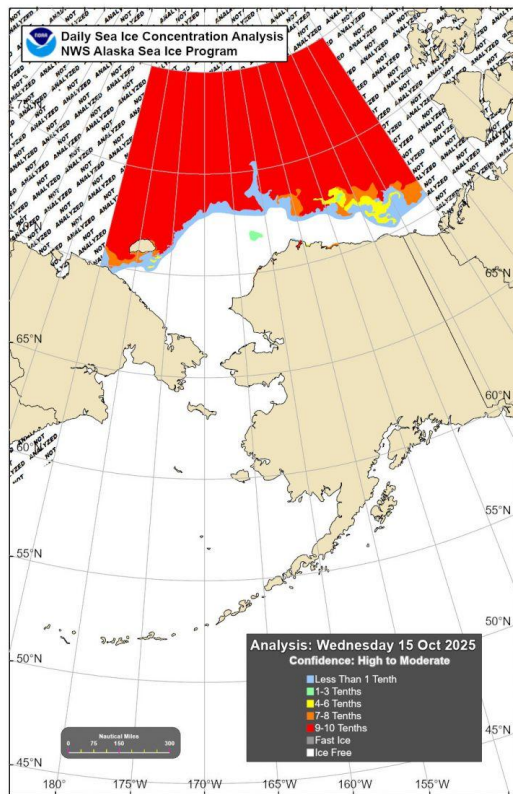 NOAA
Daily Sea Ice Concentration Analysis
NWS Alaska Sea Ice Program
NOT ANALYZED
75°N
70°N
65°N
65°N
65°N
60°N
60°N
55°N
55°N
50°N
50°N
45°N
45°N
Analysis: Wednesday 15 Oct 2025
Confidence: High to Moderate
Less Than 1 Tenth
1-3 Tenths
4-6 Tenths
7-8 Tenths
9-10 Tenths
Fast Ice
Ice Free
Nautical Miles
0 75 150 300
180° 175°W 170°W 165°W 160°W 155°W